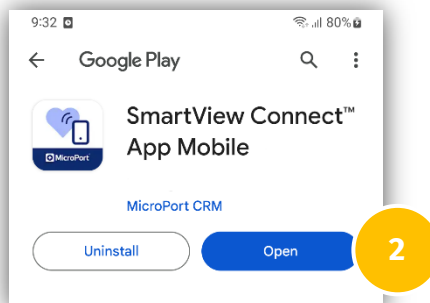 9:32 80%
Google Play
MicroPort
SmartView Connect™
App Mobile
MicroPort CRM
Uninstall Open 2